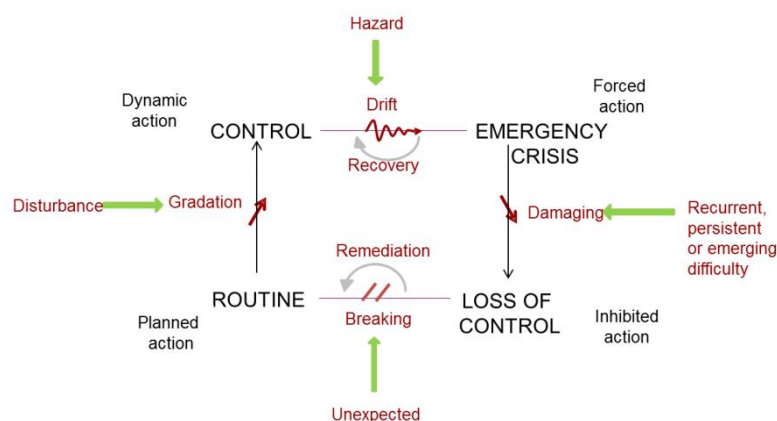 Hazard
Dynamic
action
Forced
action
Drift
CONTROL
EMERGENCY
CRISIS
Recovery
Disturbance
Gradation
Damaging
Recurrent,
persistent
or emerging
difficulty
Remediation
ROUTINE
LOSS OF
CONTROL
Breaking
Planned
action
Inhibited
action
Unexpected